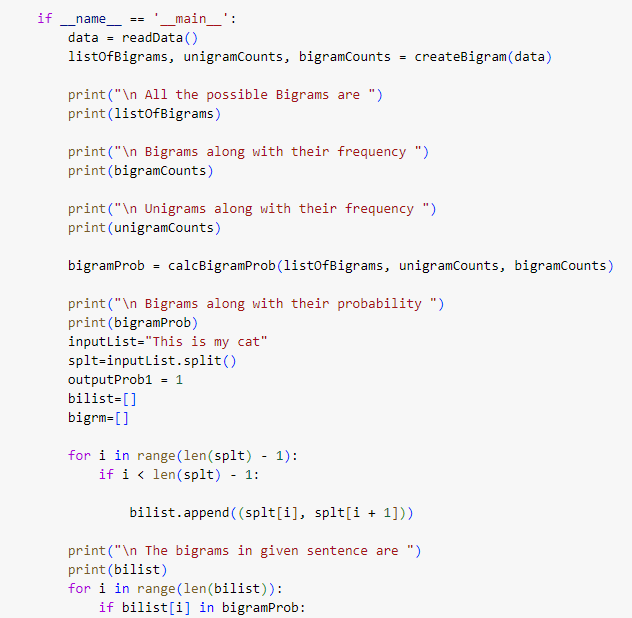 if __name__ == '__main__':
    data = readData()
    listOfBigrams, unigramCounts, bigramCounts = createBigram(data)

    print("\n All the possible Bigrams are ")
    print(listOfBigrams)

    print("\n Bigrams along with their frequency ")
    print(bigramCounts)

    print("\n Unigrams along with their frequency ")
    print(unigramCounts)

    bigramProb = calcBigramProb(listOfBigrams, unigramCounts, bigramCounts)

    print("\n Bigrams along with their probability ")
    print(bigramProb)
    inputList="This is my cat"
    splt=inputList.split()
    outputProb1 = 1
    bilist=[]
    bigrm=[]

    for i in range(len(splt) - 1):
        if i < len(splt) - 1:

            bilist.append((splt[i], splt[i + 1]))

    print("\n The bigrams in given sentence are ")
    print(bilist)
    for i in range(len(bilist)):
        if bilist[i] in bigramProb: